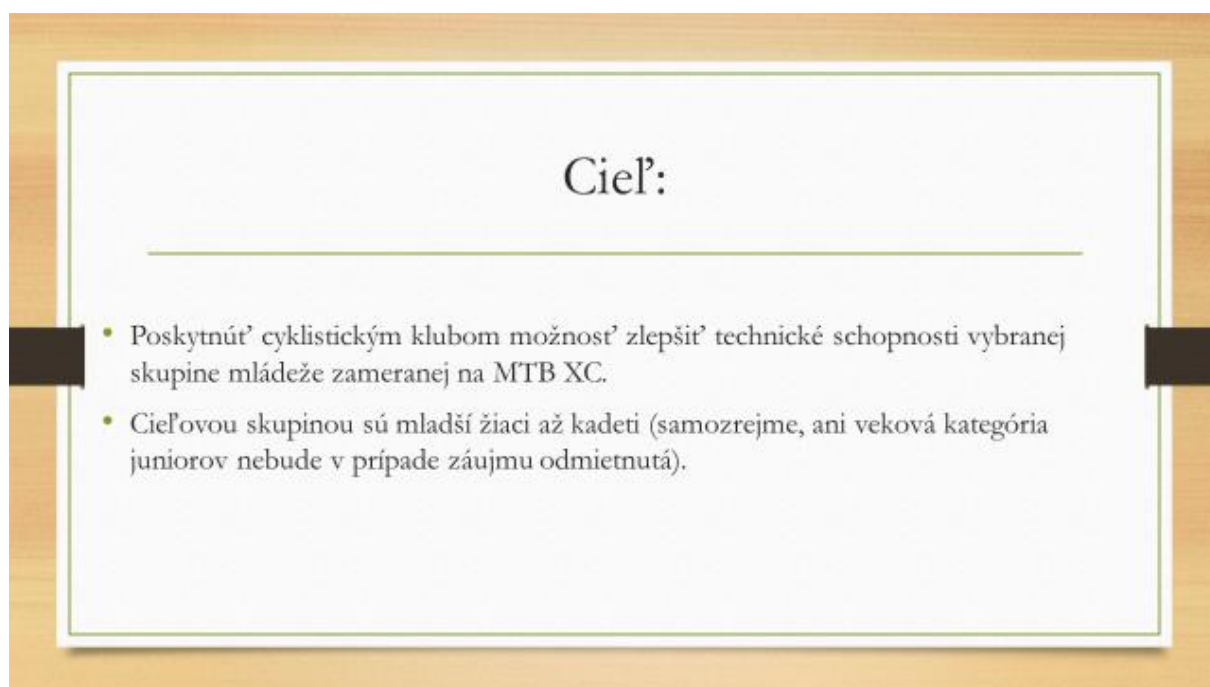 Cieľ:
• Poskytnúť cyklistickým klubom možnosť zlepšiť technické schopnosti vybranej
skupine mládeže zameranej na MTB XC.
• Cieľovou skupinou sú mladší žiaci až kadeti (samozrejme, ani veková kategória
juniorov nebude v prípade záujmu odmietnutá).